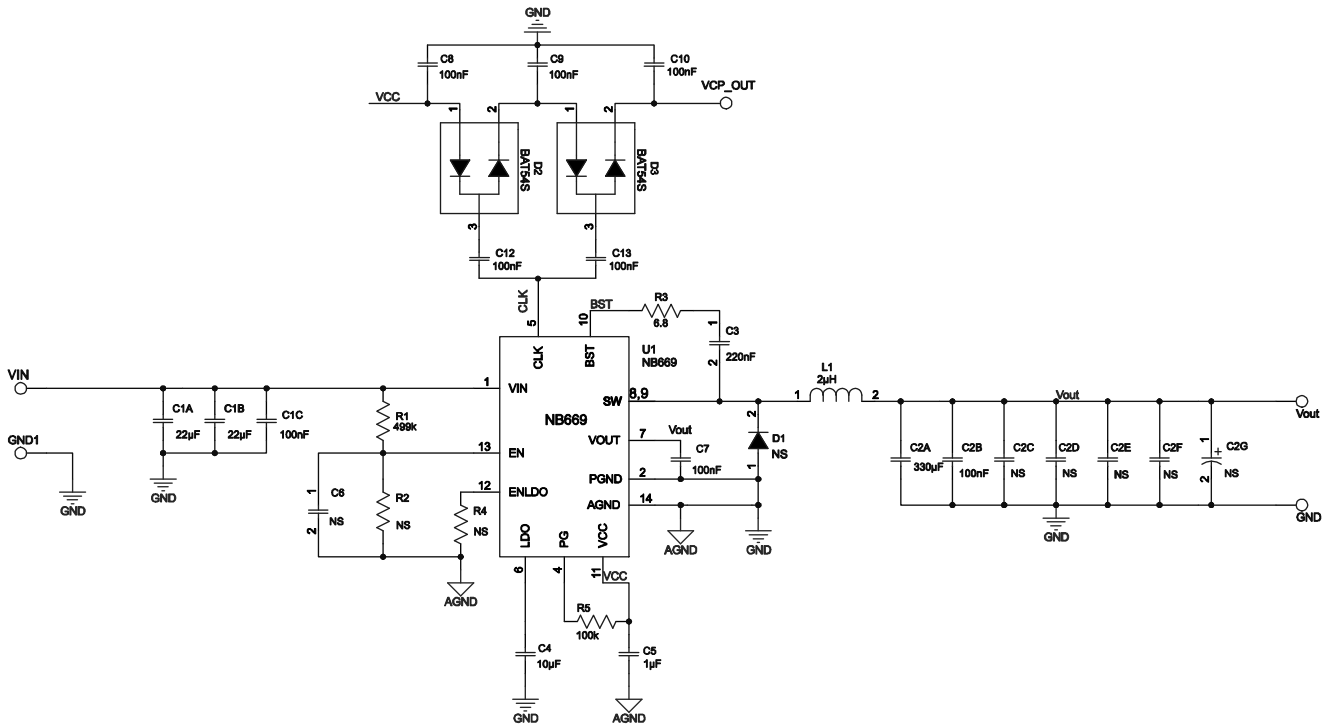 GND
C8
100nF
C9
100nF
C10
100nF
VCC
1
2
1
2
VCP_OUT
D2
BAT54S
D3
BAT54S
3
3
C12
100nF
C13
100nF
CLK
5
BST
10
R3
6.8
1
C3
220nF
2
U1
NB669
CLK
BST
VIN
1
VIN
C1A
22µF
C1B
22µF
C1C
100nF
R1
499k
GND1
GND
GND
13
EN
12
ENLDO
1
C6
NS
2
R2
NS
R4
NS
AGND
NB669
SW
8,9
VOUT
7
Vout
C7
100nF
PGND
2
AGND
14
AGND
2
D1
NS
1
GND
L1
2µH
1
2
Vout
Vout
C2A
330µF
C2B
100nF
C2C
NS
C2D
NS
C2E
NS
C2F
NS
1
+
C2G
NS
2
GND
GND
LDO
PG
VCC
6
4
11
VCC
R5
100k
C4
10µF
C5
1µF
GND
AGND